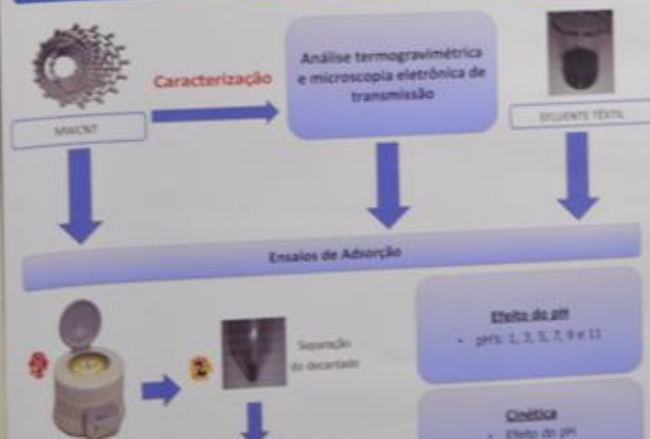 Caracterização
Análise termogravimétrica
e microscopia eletrônica de
transmissão
MWCNT
EFLUENTE TÊXTIL
Ensaios de Adsorção
Separação
do decantado
Efeito do pH
• pH's: 1, 3, 5, 7, 9 e 11
Cinética
• Efeito do pH